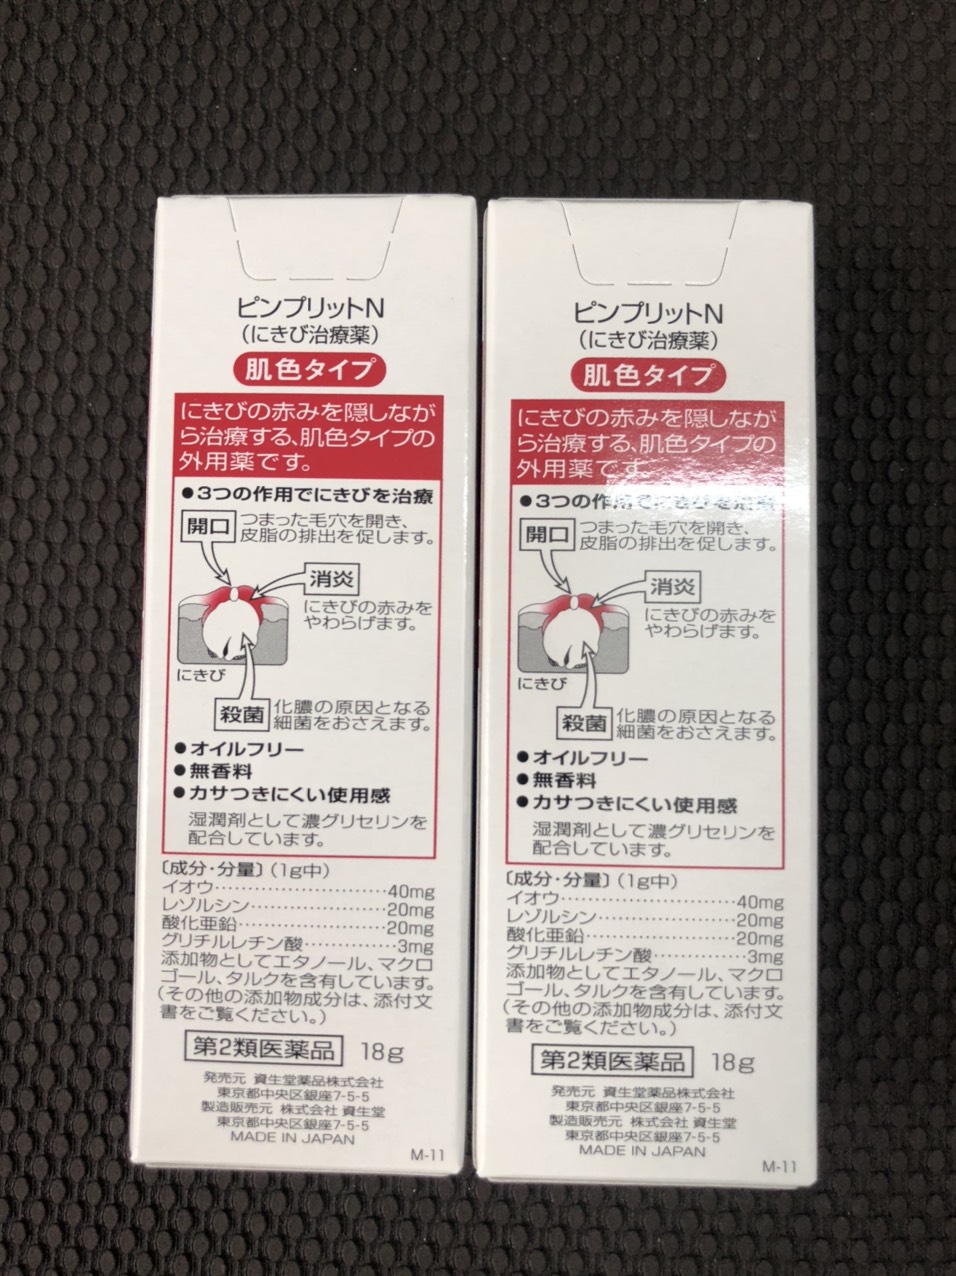 ピンプリットN
(にきび治療薬)
肌色タイプ
にきびの赤みを隠しなが
ら治療する、肌色タイプの
外用薬です。
●3つの作用でにきびを治療
開口
つまった毛穴を開き、
皮脂の排出を促します。
消炎
にきびの赤みを
やわらげます。
にきび
殺菌
化膿の原因となる
細菌をおさえます。
●オイルフリー
●無香料
●カサつきにくい使用感
湿潤剤として濃グリセリンを
配合しています。
〔成分・分量〕(1g中)
イオウ……………………40mg
レゾルシン………………20mg
酸化亜鉛…………………20mg
グリチルレチン酸…………3mg
添加物としてエタノール、マクロ
ゴール、タルクを含有しています。
(その他の添加物成分は、添付文
書をご覧ください。)
第2類医薬品 18g
発売元 資生堂薬品株式会社
東京都中央区銀座7-5-5
製造販売元 株式会社 資生堂
東京都中央区銀座7-5-5
MADE IN JAPAN
M-11
ピンプリットN
(にきび治療薬)
肌色タイプ
にきびの赤みを隠しなが
ら治療する、肌色タイプの
外用薬です。
●3つの作用でにきびを治療
開口
つまった毛穴を開き、
皮脂の排出を促します。
消炎
にきびの赤みを
やわらげます。
にきび
殺菌
化膿の原因となる
細菌をおさえます。
●オイルフリー
●無香料
●カサつきにくい使用感
湿潤剤として濃グリセリンを
配合しています。
〔成分・分量〕(1g中)
イオウ……………………40mg
レゾルシン………………20mg
酸化亜鉛…………………20mg
グリチルレチン酸…………3mg
添加物としてエタノール、マクロ
ゴール、タルクを含有しています。
(その他の添加物成分は、添付文
書をご覧ください。)
第2類医薬品 18g
発売元 資生堂薬品株式会社
東京都中央区銀座7-5-5
製造販売元 株式会社 資生堂
東京都中央区銀座7-5-5
MADE IN JAPAN
M-11